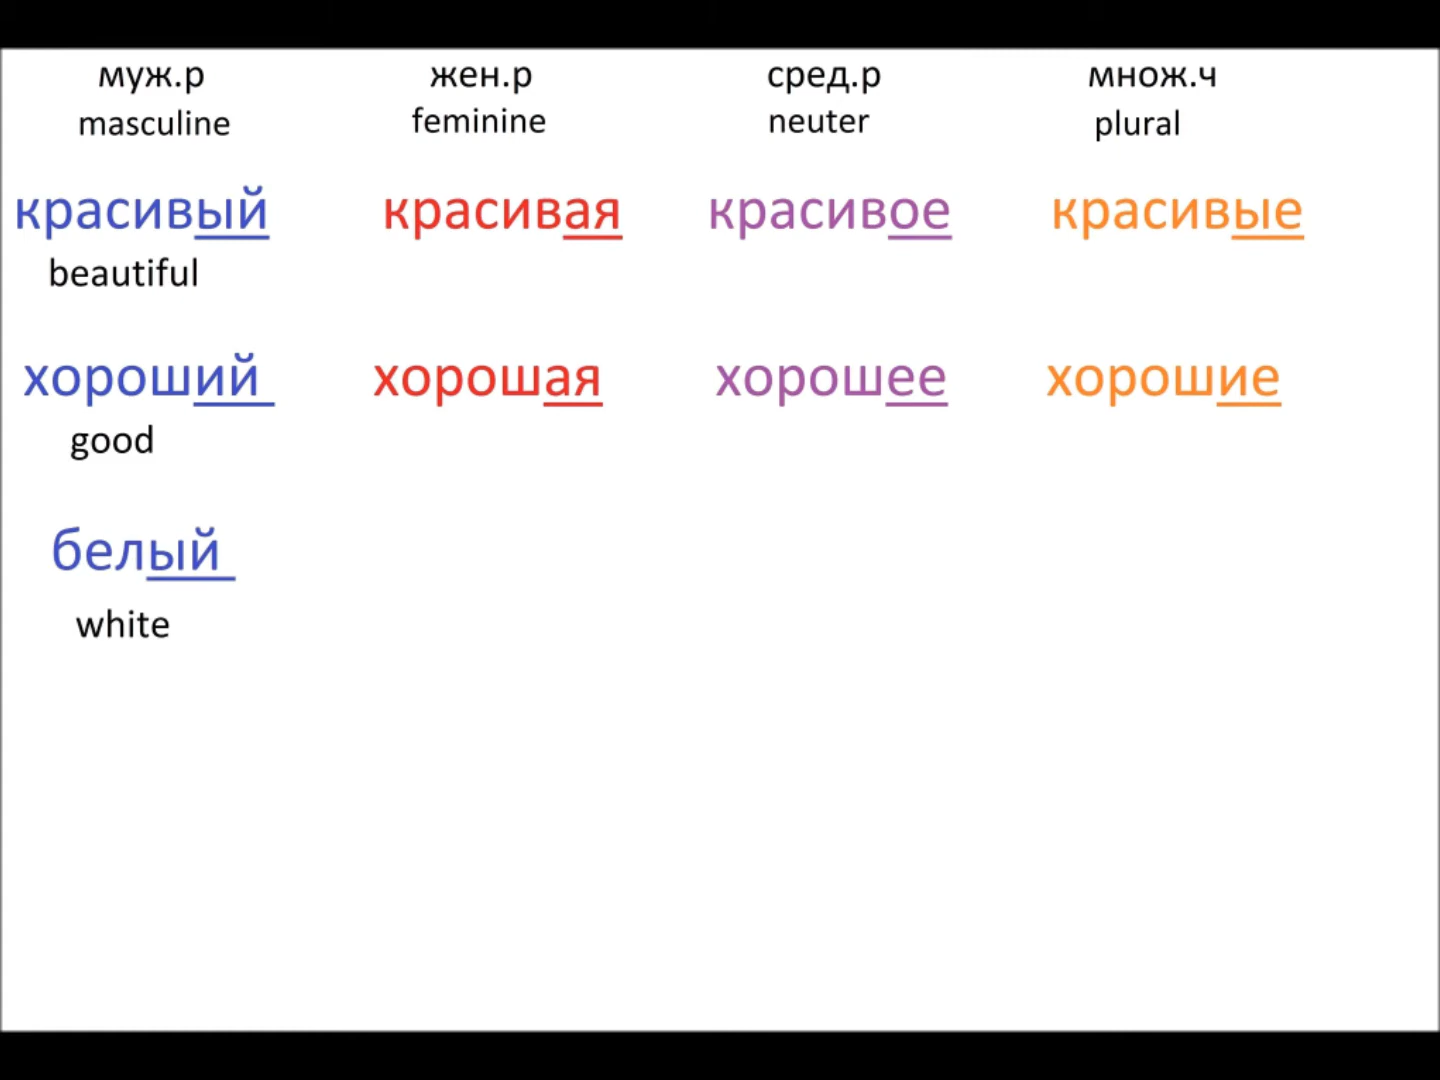 муж.р жен.р сред.р множ.ч
masculine feminine neuter plural
красивый красивая красивое красивые
beautiful
хороший хорошая хорошее хорошие
good
белый
white